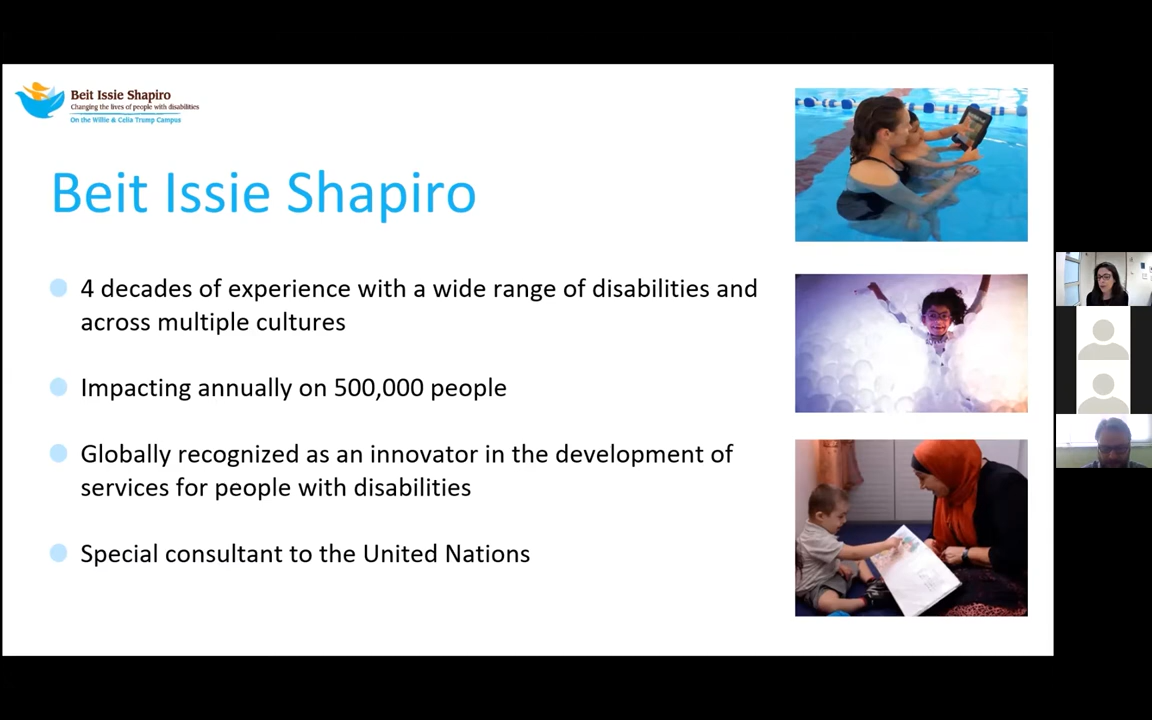 Beit Issie Shapiro
Changing the lives of people with disabilities
On the Willie & Celia Trump Campus
Beit Issie Shapiro
4 decades of experience with a wide range of disabilities and
across multiple cultures
Impacting annually on 500,000 people
Globally recognized as an innovator in the development of
services for people with disabilities
Special consultant to the United Nations